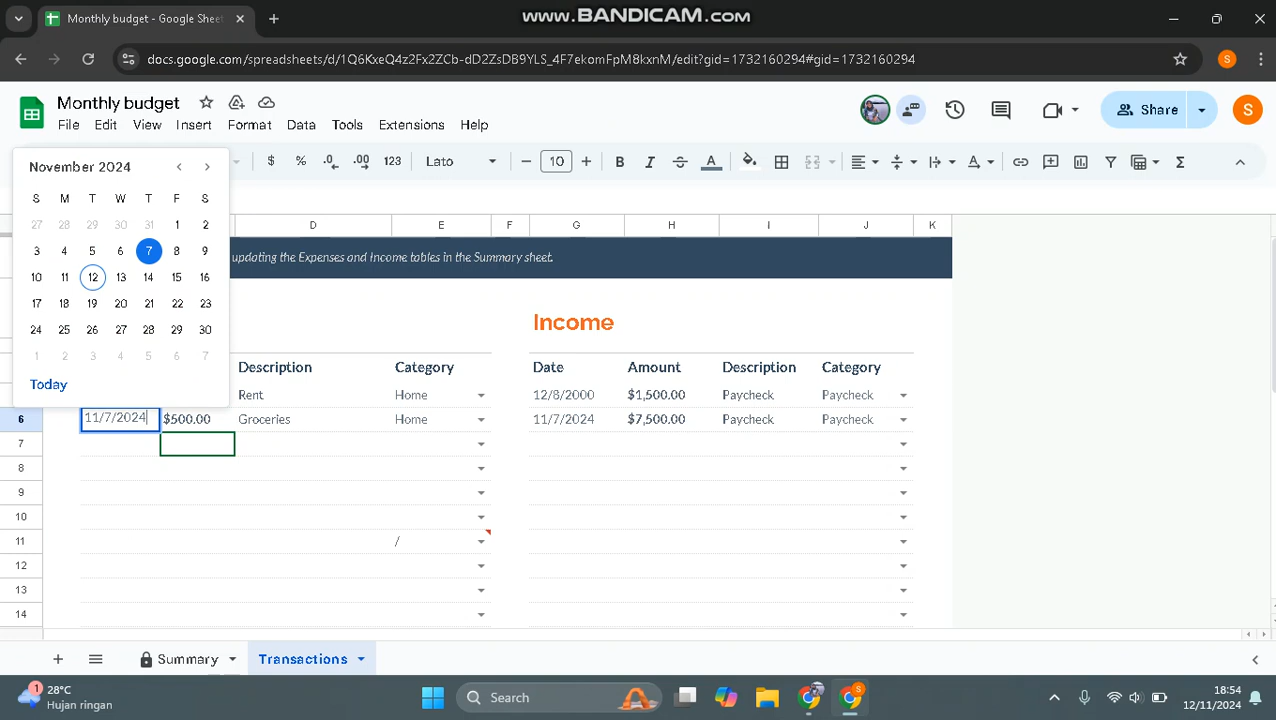 www.BANDICAM.com
Monthly budget - Google Sheet
docs.google.com/spreadsheets/d/1Q6KxeQ4z2Fx2ZCb-dD2ZsDB9YLS_4F7ekomFpM8kxnM/edit?gid=1732160294#gid=1732160294
S
Monthly budget
Share
S
File Edit View Insert Format Data Tools Extensions Help
$ % .0 .00 123 Lato 10 B I S A
November 2024
S M T W T F S
27 28 29 30 31 1 2
3 4 5 6 7 8 9
10 11 12 13 14 15 16
17 18 19 20 21 22 23
24 25 26 27 28 29 30
1 2 3 4 5 6 7
Today
D E F G H I J K
updating the Expenses and Income tables in the Summary sheet.
Income
Description Category Date Amount Description Category
Rent Home 12/8/2000 $1,500.00 Paycheck Paycheck
6 11/7/2024 $500.00 Groceries Home 11/7/2024 $7,500.00 Paycheck Paycheck
7
8
9
10
11 /
12
13
14
Summary Transactions
1
28°C
Hujan ringan
Search
S
18:54
12/11/2024